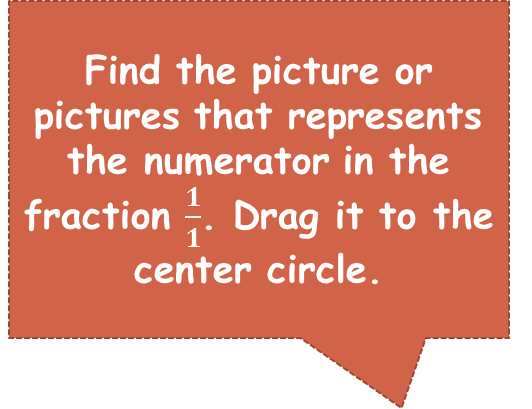 Find the picture or
pictures that represents
the numerator in the
fraction 1/1. Drag it to the
center circle.